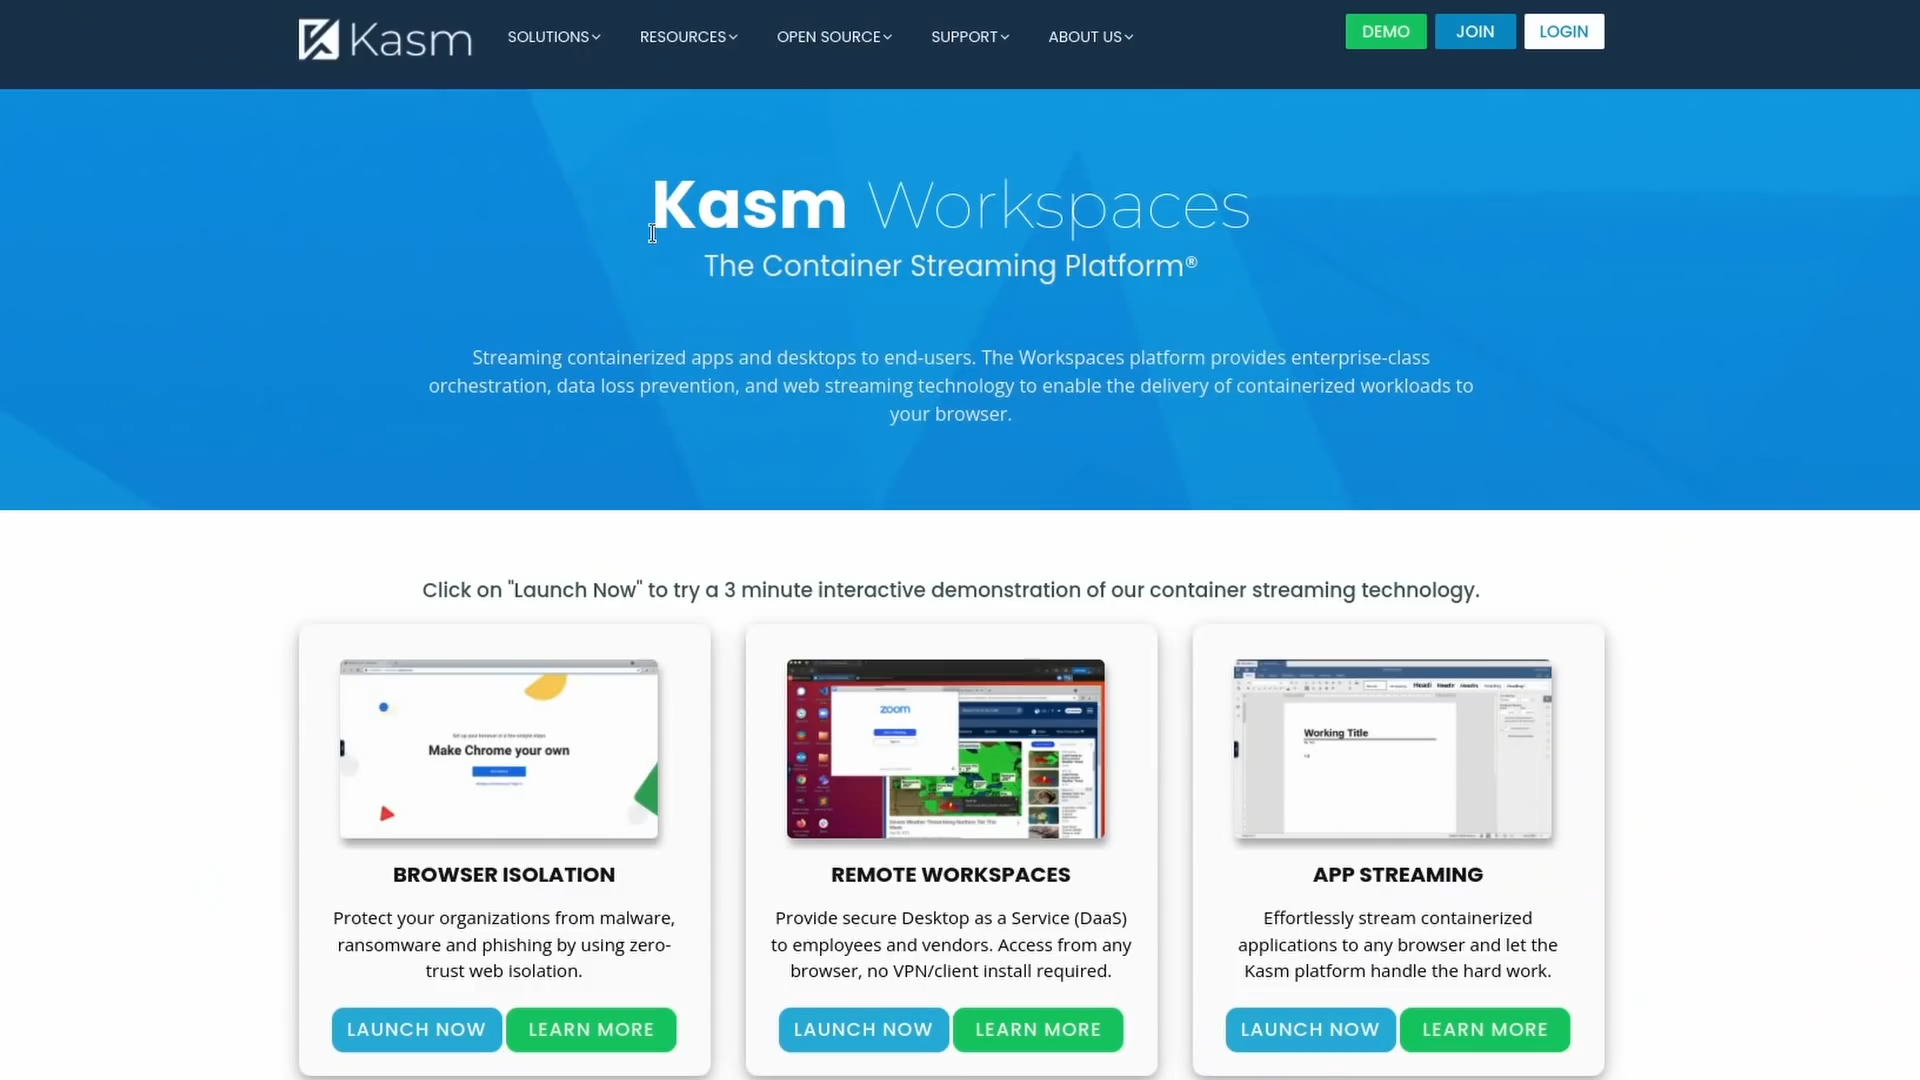 Kasm
SOLUTIONS
RESOURCES
OPEN SOURCE
SUPPORT
ABOUT US
DEMO
JOIN
LOGIN
Kasm Workspaces
The Container Streaming Platform®
Streaming containerized apps and desktops to end-users. The Workspaces platform provides enterprise-class
orchestration, data loss prevention, and web streaming technology to enable the delivery of containerized workloads to
your browser.
Click on "Launch Now" to try a 3 minute interactive demonstration of our container streaming technology.
Make Chrome your own
BROWSER ISOLATION
Protect your organizations from malware,
ransomware and phishing by using zero-
trust web isolation.
LAUNCH NOW
LEARN MORE
zoom
REMOTE WORKSPACES
Provide secure Desktop as a Service (DaaS)
to employees and vendors. Access from any
browser, no VPN/client install required.
LAUNCH NOW
LEARN MORE
Working Title
APP STREAMING
Effortlessly stream containerized
applications to any browser and let the
Kasm platform handle the hard work.
LAUNCH NOW
LEARN MORE